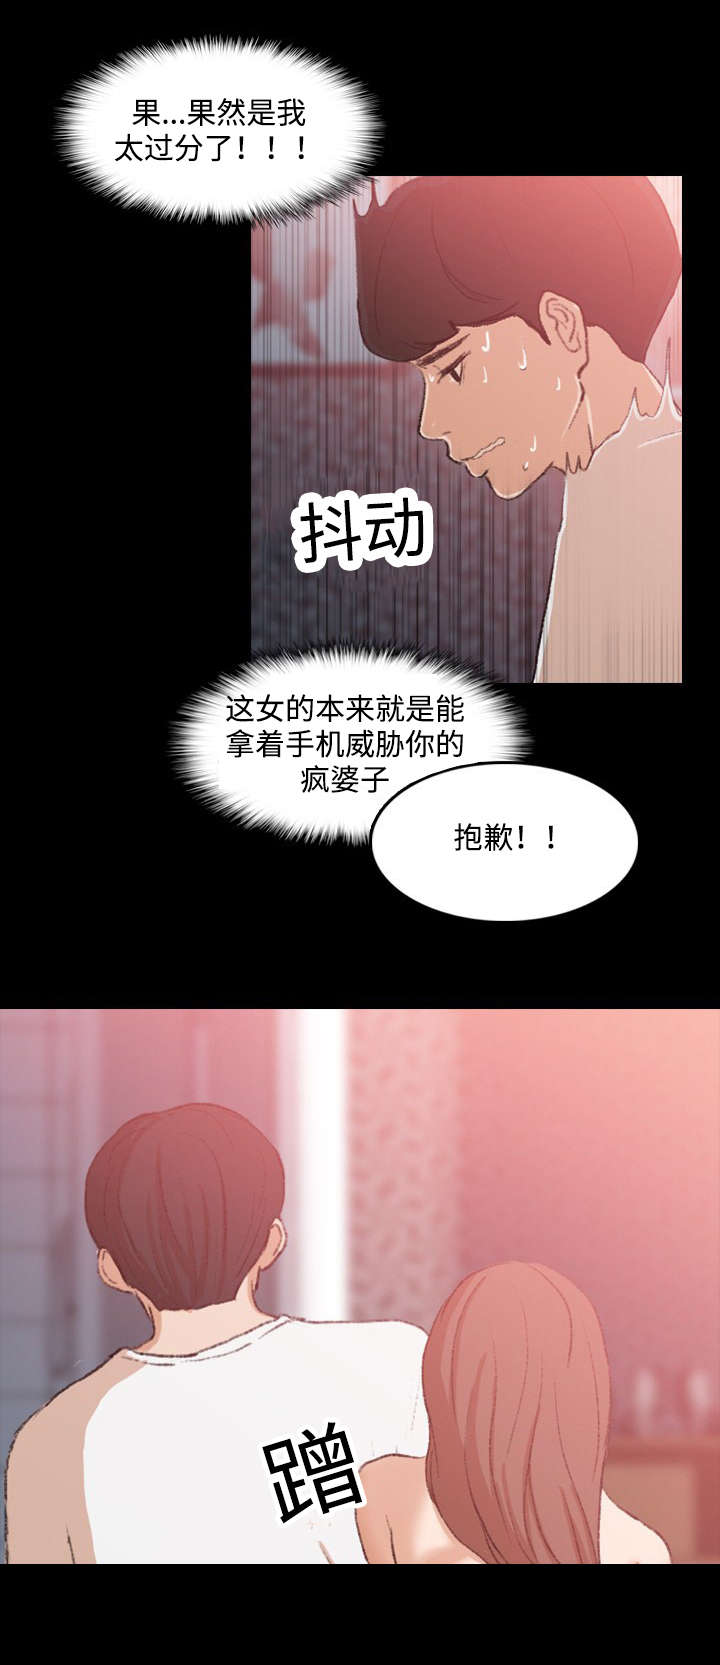 果...果然是我
太过分了！！！
抖动
这女的本来就是能
拿着手机威胁你的
疯婆子
抱歉！！
蹭